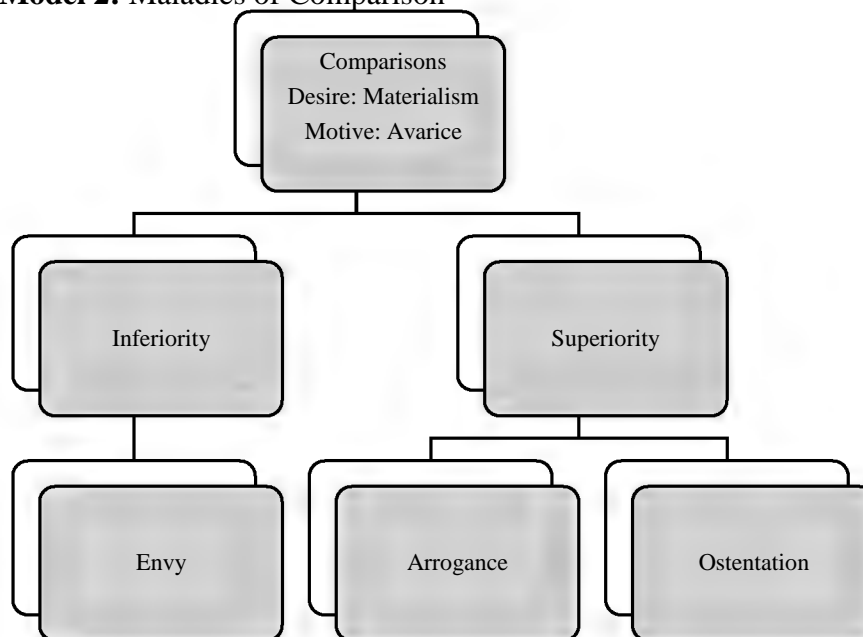 Model 2: Maladies of Comparison
Comparisons
Desire: Materialism
Motive: Avarice
Inferiority
Superiority
Envy
Arrogance
Ostentation